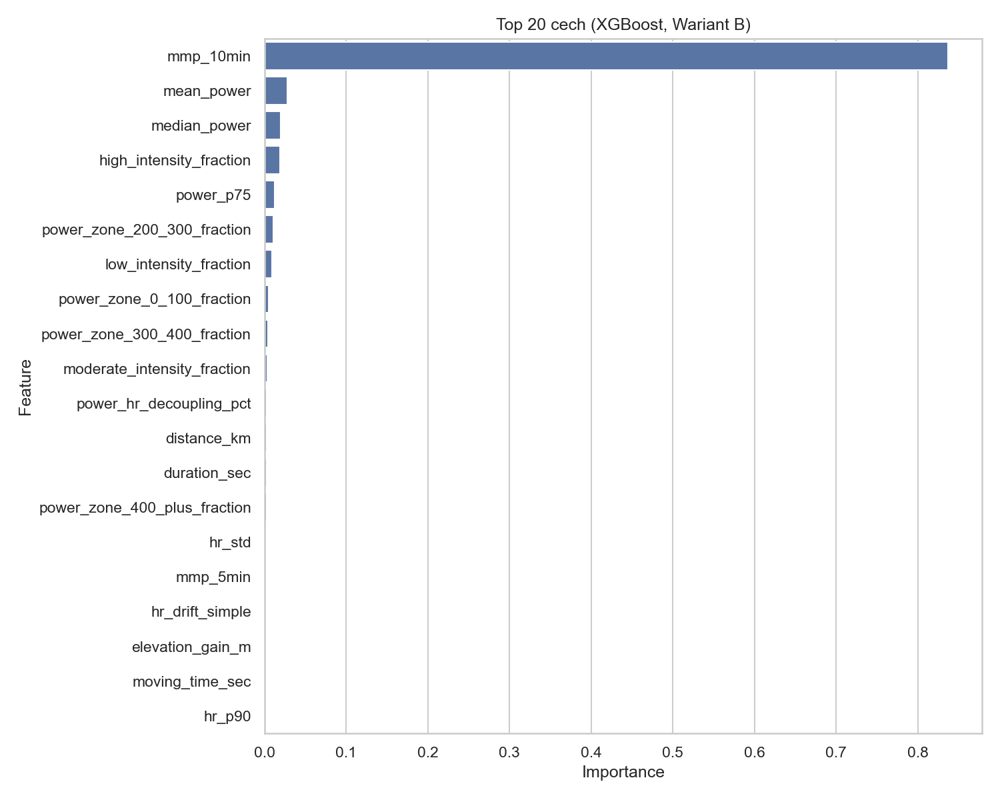 Top 20 cech (XGBoost, Wariant B)
mmp_10min
mean_power
median_power
high_intensity_fraction
power_p75
power_zone_200_300_fraction
low_intensity_fraction
power_zone_0_100_fraction
power_zone_300_400_fraction
moderate_intensity_fraction
power_hr_decoupling_pct
distance_km
duration_sec
power_zone_400_plus_fraction
hr_std
mmp_5min
hr_drift_simple
elevation_gain_m
moving_time_sec
hr_p90
Feature
0.0 0.1 0.2 0.3 0.4 0.5 0.6 0.7 0.8
Importance